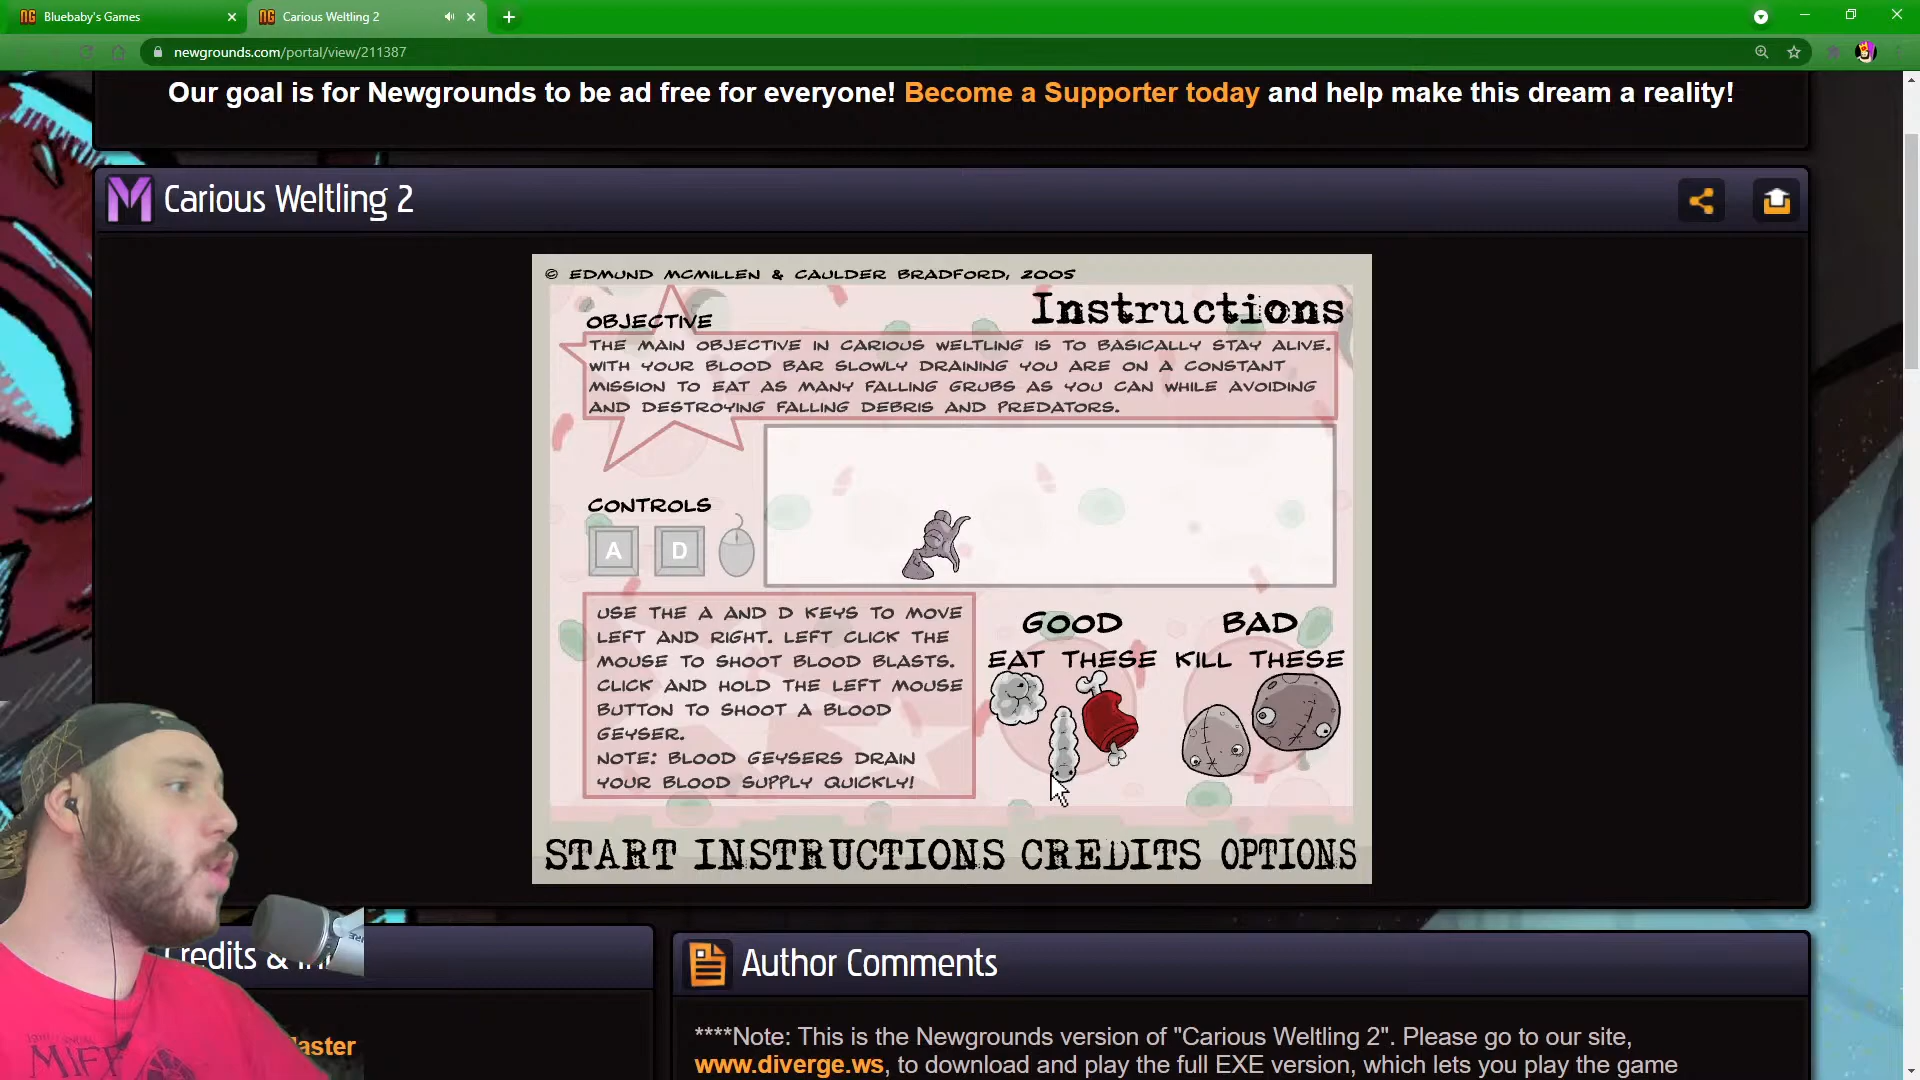 Bluebaby's Games
Carious Weltling 2
newgrounds.com/portal/view/211387
Our goal is for Newgrounds to be ad free for everyone! Become a Supporter today and help make this dream a reality!
Carious Weltling 2
© EDMUND MCMILLEN & CAULDER BRADFORD, 2005
Instructions
OBJECTIVE
THE MAIN OBJECTIVE IN CARIOUS WELTLING IS TO BASICALLY STAY ALIVE.
WITH YOUR BLOOD BAR SLOWLY DRAINING YOU ARE ON A CONSTANT
MISSION TO EAT AS MANY FALLING GRUBS AS YOU CAN WHILE AVOIDING
AND DESTROYING FALLING DEBRIS AND PREDATORS.
CONTROLS
A D
USE THE A AND D KEYS TO MOVE
LEFT AND RIGHT. LEFT CLICK THE
MOUSE TO SHOOT BLOOD BLASTS.
CLICK AND HOLD THE LEFT MOUSE
BUTTON TO SHOOT A BLOOD
GEYSER.
NOTE: BLOOD GEYSERS DRAIN
YOUR BLOOD SUPPLY QUICKLY!
GOOD
EAT THESE
BAD
KILL THESE
START INSTRUCTIONS CREDITS OPTIONS
Credits &
Author Comments
****Note: This is the Newgrounds version of "Carious Weltling 2". Please go to our site,
www.diverge.ws, to download and play the full EXE version, which lets you play the game
MIFF